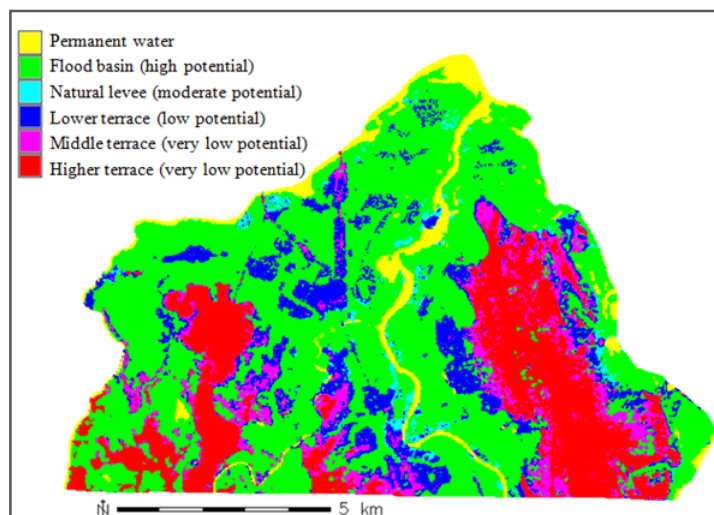 Permanent water
Flood basin (high potential)
Natural levee (moderate potential)
Lower terrace (low potential)
Middle terrace (very low potential)
Higher terrace (very low potential)
N 5 km